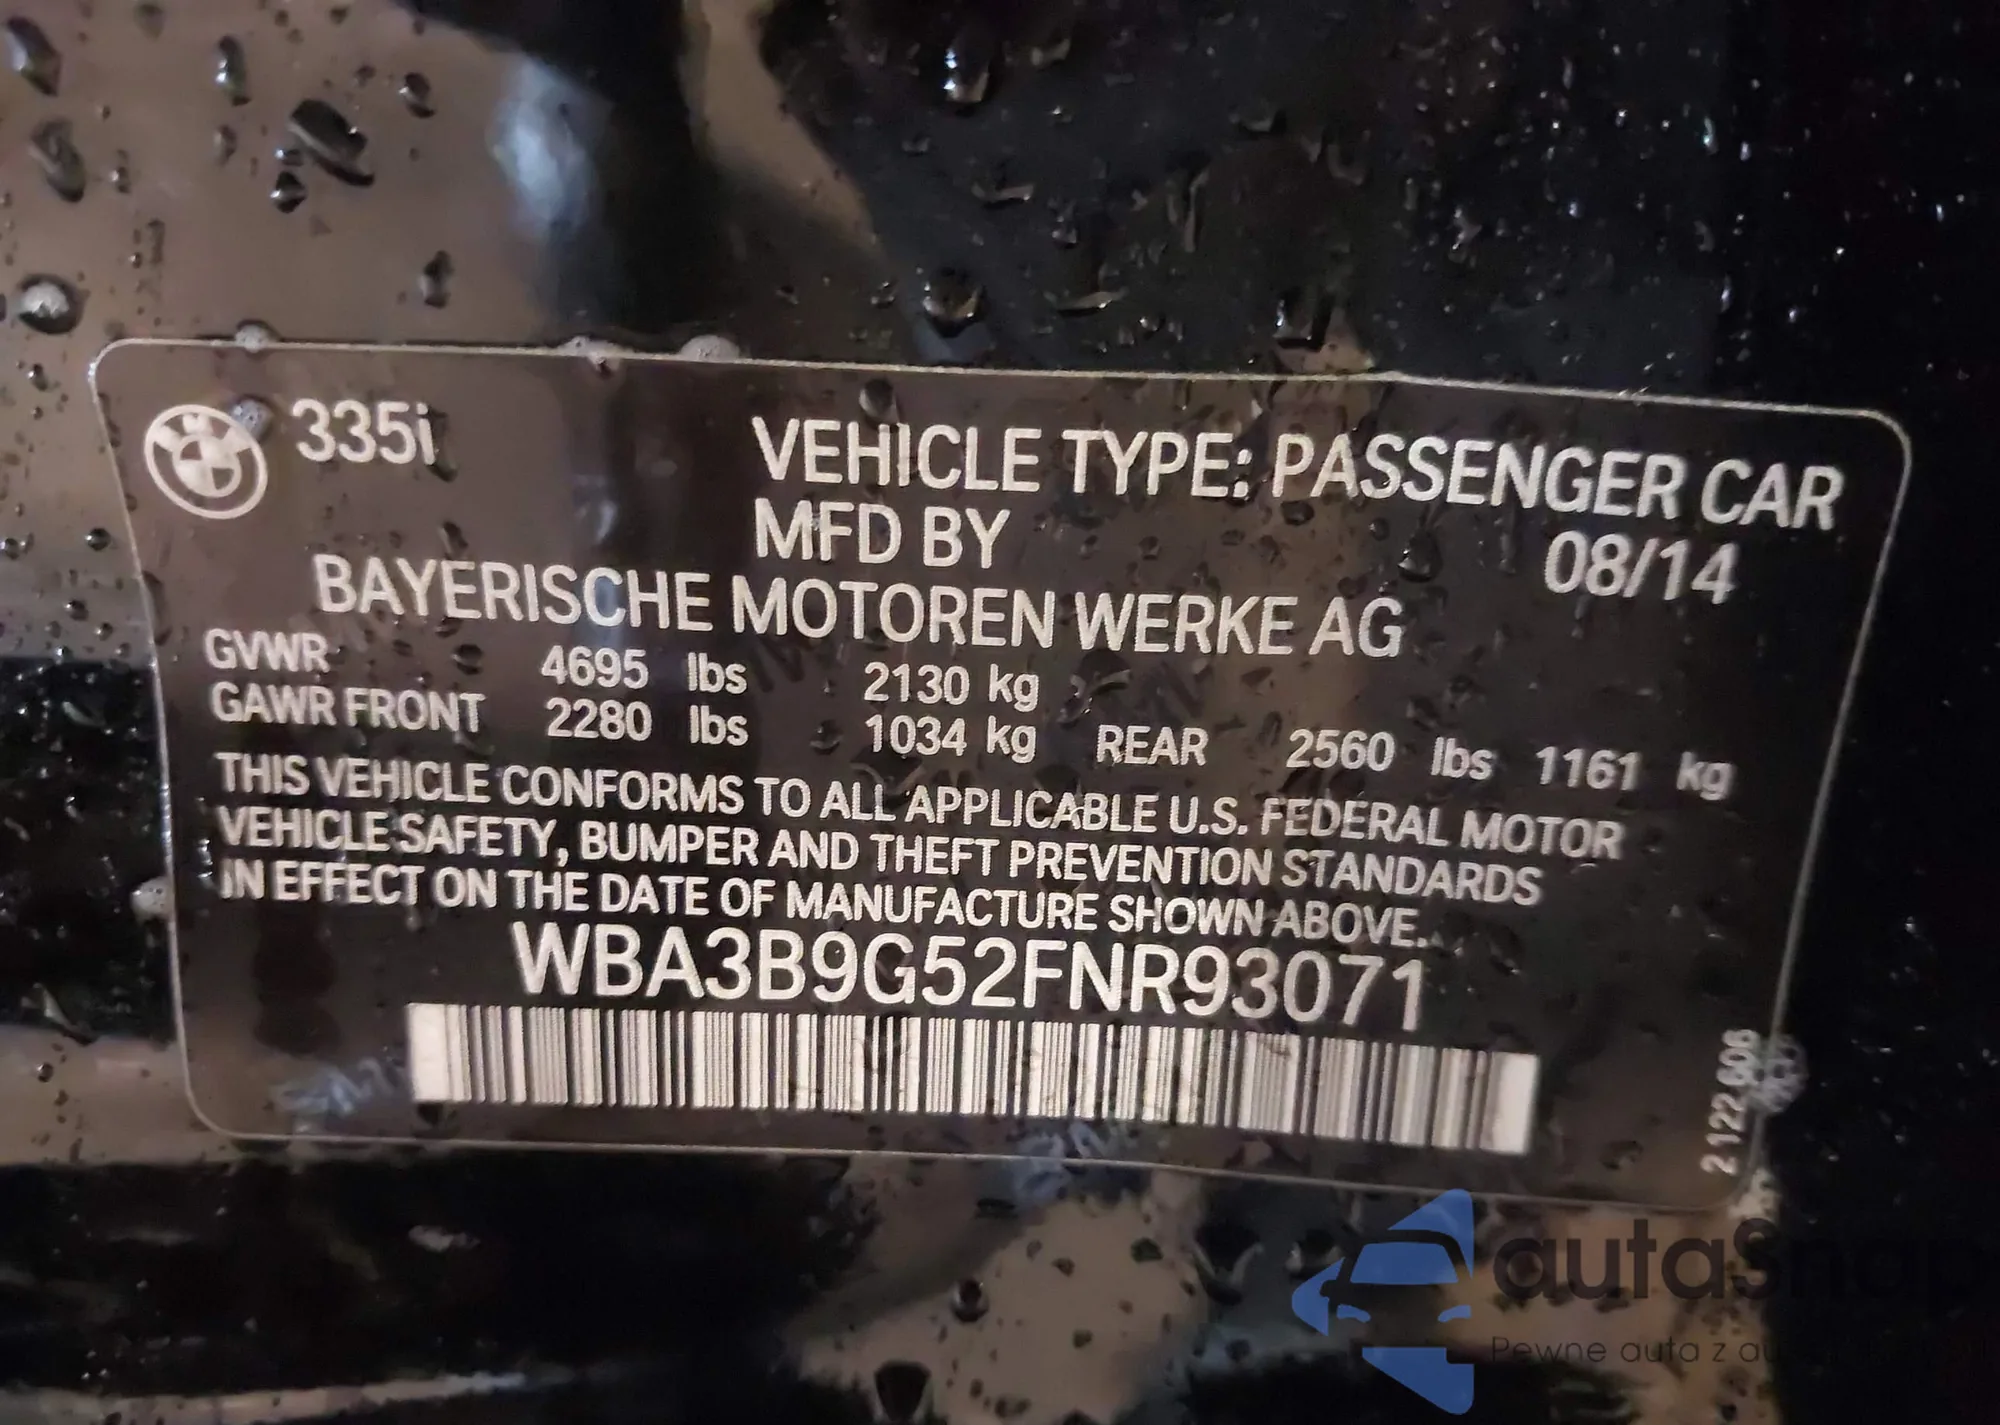 335i
VEHICLE TYPE: PASSENGER CAR
MFD BY 08/14
BAYERISCHE MOTOREN WERKE AG
GVWR 4695 lbs 2130 kg
GAWR FRONT 2280 lbs 1034 kg REAR 2560 lbs 1161 kg
THIS VEHICLE CONFORMS TO ALL APPLICABLE U.S. FEDERAL MOTOR
VEHICLE SAFETY, BUMPER AND THEFT PREVENTION STANDARDS
IN EFFECT ON THE DATE OF MANUFACTURE SHOWN ABOVE.
WBA3B9G52FNR93071
2 122 606
autaSnap
Pewne auta z